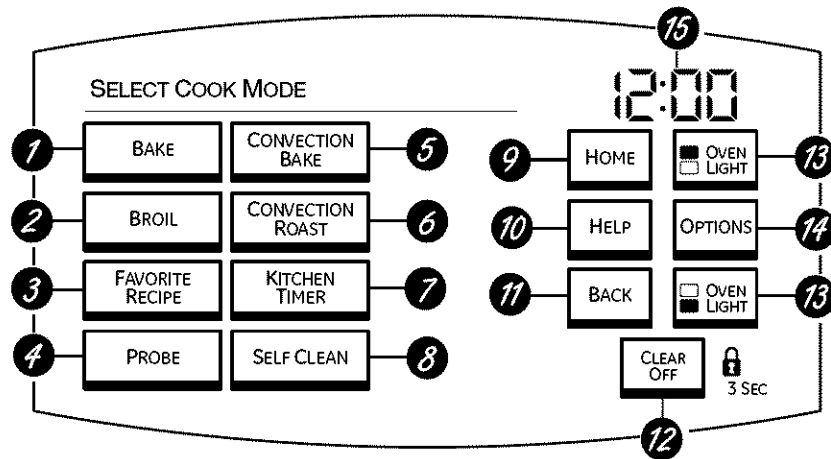 15
12:00
SELECT COOK MODE
1
BAKE
CONVECTION
BAKE
5
9
HOME
OVEN
LIGHT
13
2
BROIL
CONVECTION
ROAST
6
10
HELP
OPTIONS
14
3
FAVORITE
RECIPE
KITCHEN
TIMER
7
11
BACK
OVEN
LIGHT
13
4
PROBE
SELF CLEAN
8
CLEAR
OFF
3 SEC
12